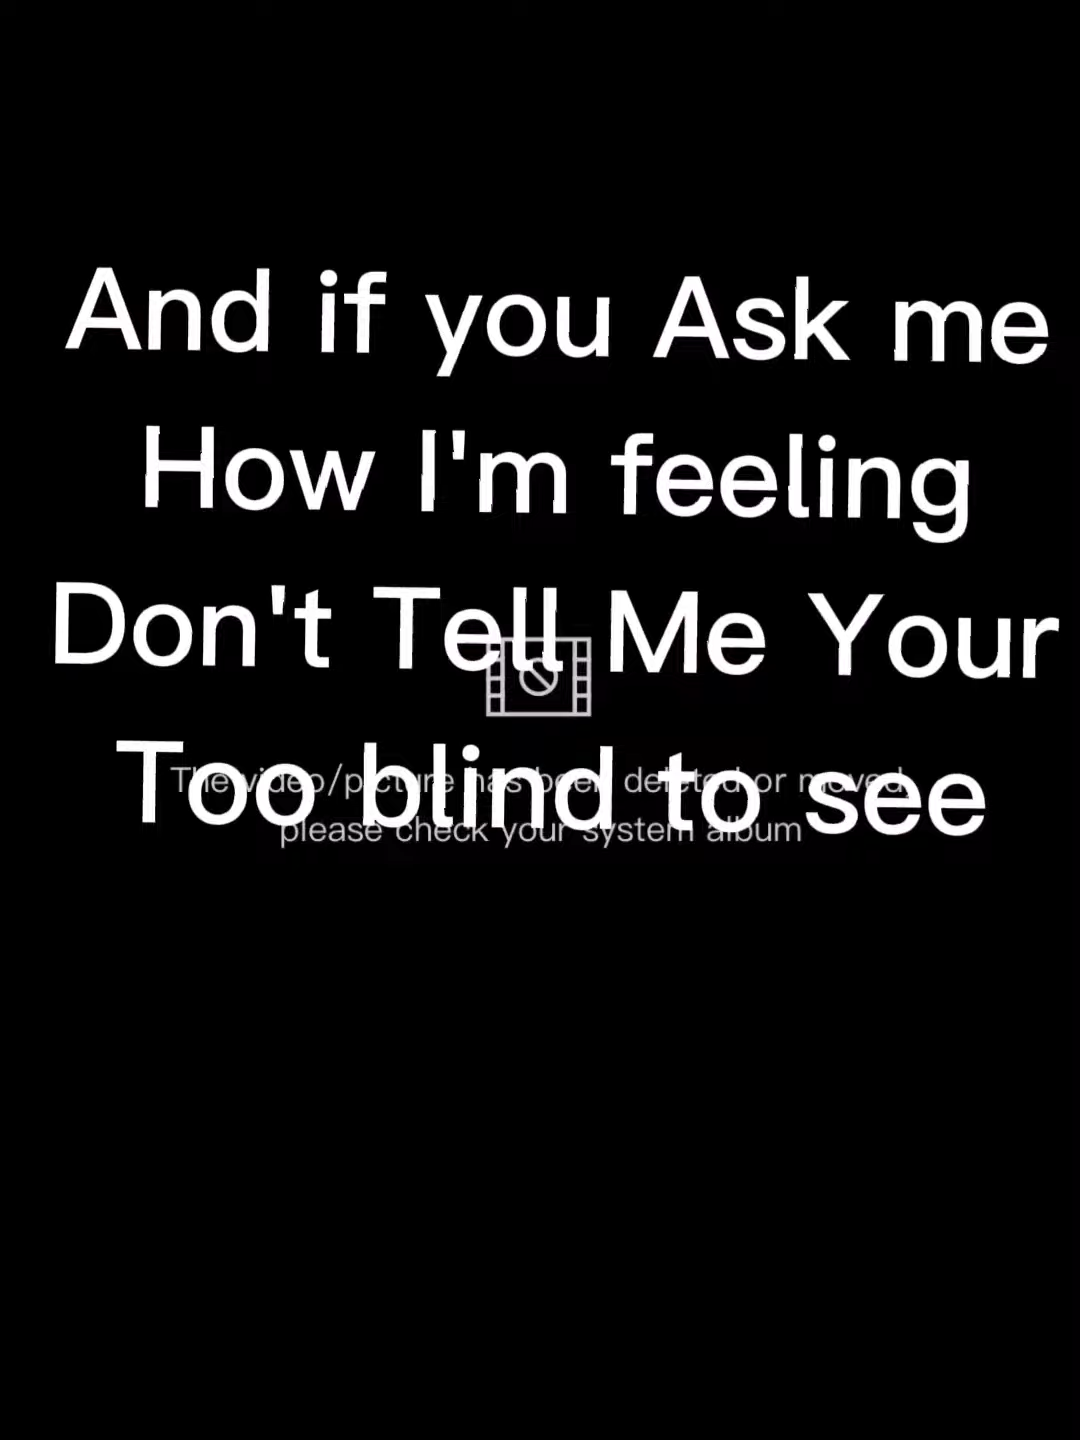 And if you Ask me
How I'm feeling
Don't Tell Me Your
Too blind to see
The video/picture has been deleted or moved,
please check your system album